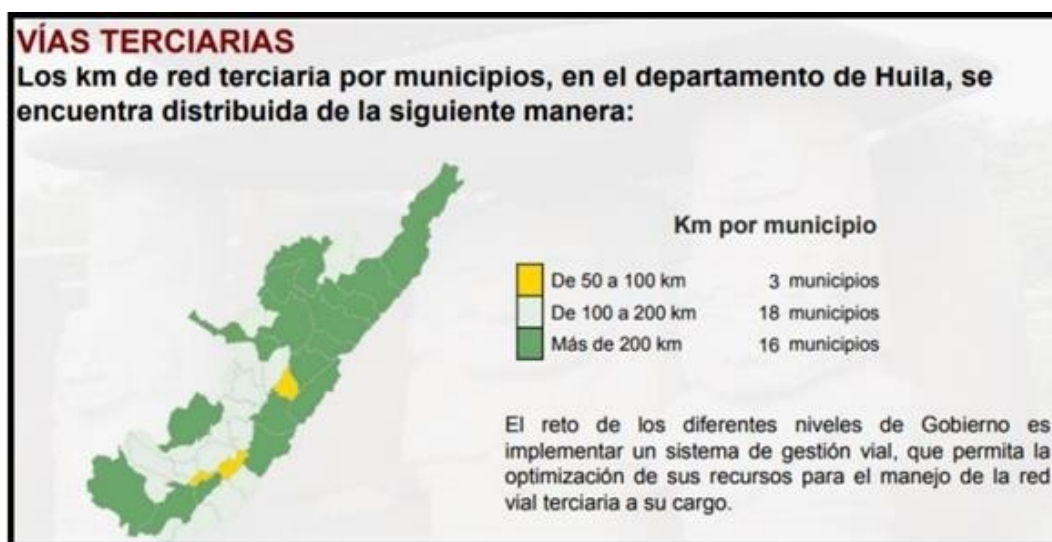 VÍAS TERCIARIAS
Los km de red terciaria por municipios, en el departamento de Huila, se
encuentra distribuida de la siguiente manera:
Km por municipio
De 50 a 100 km 3 municipios
De 100 a 200 km 18 municipios
Más de 200 km 16 municipios
El reto de los diferentes niveles de Gobierno es
implementar un sistema de gestión vial, que permita la
optimización de sus recursos para el manejo de la red
vial terciaria a su cargo.